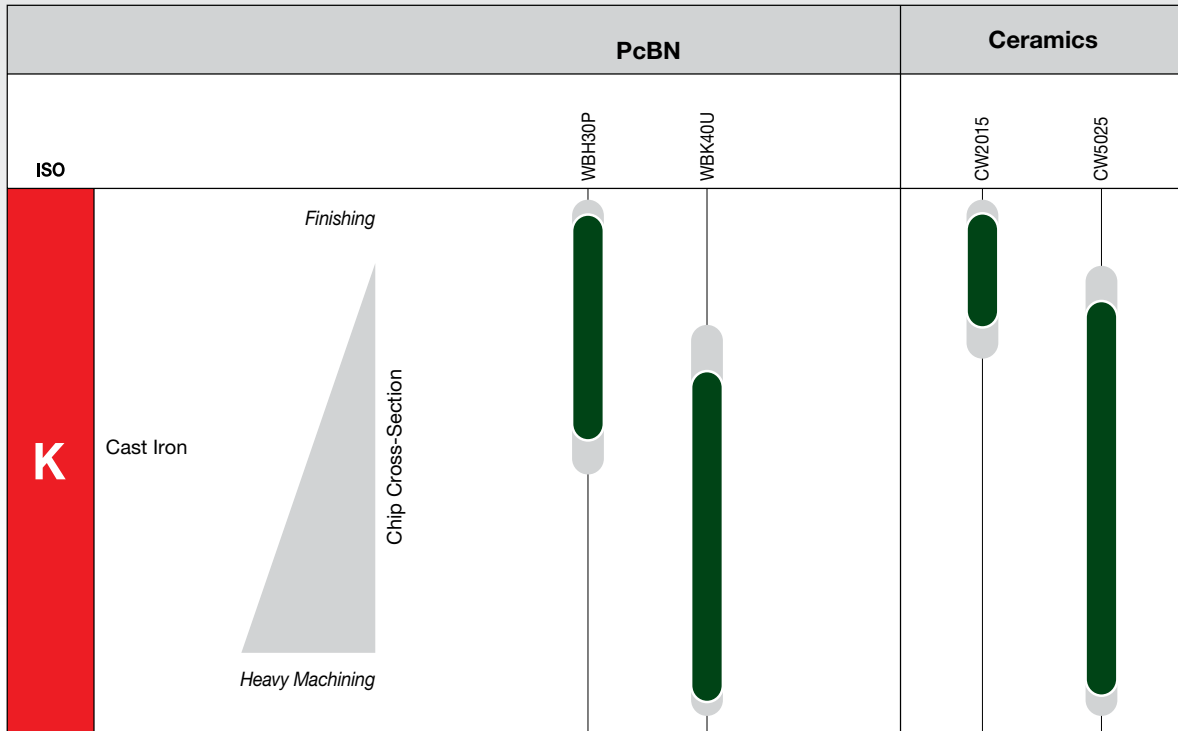 PcBN
Ceramics
ISO
WBH30P
WBK40U
CW2015
CW5025
K
Cast Iron
Finishing
Chip Cross-Section
Heavy Machining